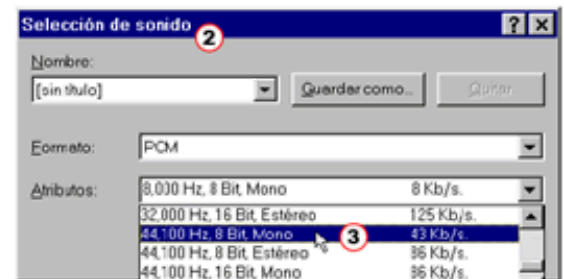 Selección de sonido
2
? ×
Nombre:
[sin título]
Guardar como...
Quitar
Formato:
PCM
Atributos:
8,000 Hz, 8 Bit, Mono 8 Kb/s.
32,000 Hz, 16 Bit, Estéreo 125 Kb/s.
44,100 Hz, 8 Bit, Mono 43 Kb/s.
3
44,100 Hz, 8 Bit, Estéreo 86 Kb/s.
44,100 Hz, 16 Bit, Mono 86 Kb/s.